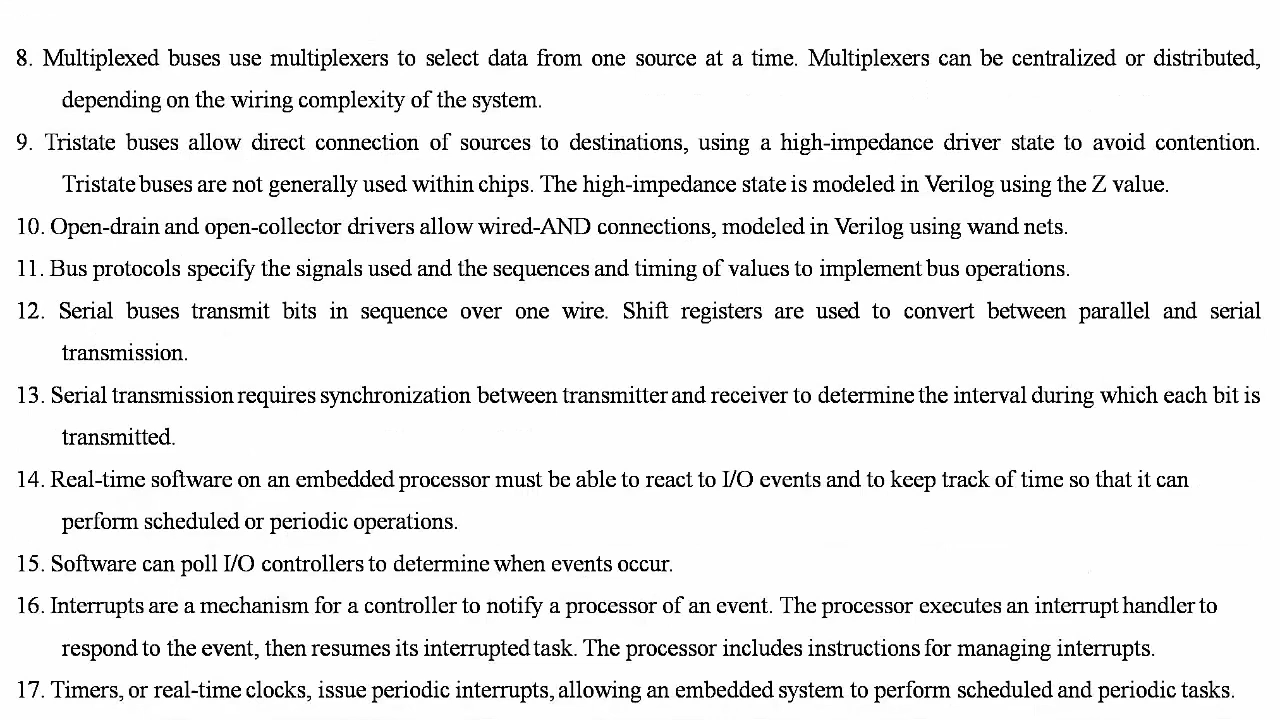 8. Multiplexed buses use multiplexers to select data from one source at a time. Multiplexers can be centralized or distributed,
depending on the wiring complexity of the system.
9. Tristate buses allow direct connection of sources to destinations, using a high-impedance driver state to avoid contention.
Tristate buses are not generally used within chips. The high-impedance state is modeled in Verilog using the Z value.
10. Open-drain and open-collector drivers allow wired-AND connections, modeled in Verilog using wand nets.
11. Bus protocols specify the signals used and the sequences and timing of values to implement bus operations.
12. Serial buses transmit bits in sequence over one wire. Shift registers are used to convert between parallel and serial
transmission.
13. Serial transmission requires synchronization between transmitter and receiver to determine the interval during which each bit is
transmitted.
14. Real-time software on an embedded processor must be able to react to I/O events and to keep track of time so that it can
perform scheduled or periodic operations.
15. Software can poll I/O controllers to determine when events occur.
16. Interrupts are a mechanism for a controller to notify a processor of an event. The processor executes an interrupt handler to
respond to the event, then resumes its interrupted task. The processor includes instructions for managing interrupts.
17. Timers, or real-time clocks, issue periodic interrupts, allowing an embedded system to perform scheduled and periodic tasks.